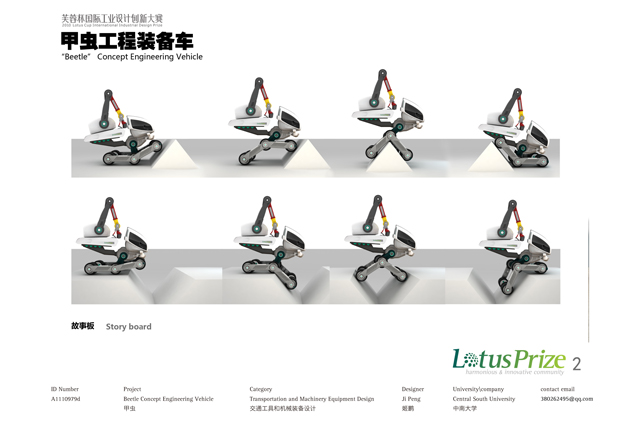 芙蓉杯国际工业设计创新大赛
2010 Lotus Cup International Industrial Design Prize
甲虫工程装备车
"Beetle" Concept Engineering Vehicle
故事板 Story board
LotusPrize 2
harmonious & innovative community
ID Number Project Category Designer University\company contact email
A1110979d Beetle Concept Engineering Vehicle Transportation and Machinery Equipment Design Ji Peng Central South University 380262495@qq.com
甲虫 交通工具和机械装备设计 姬鹏 中南大学